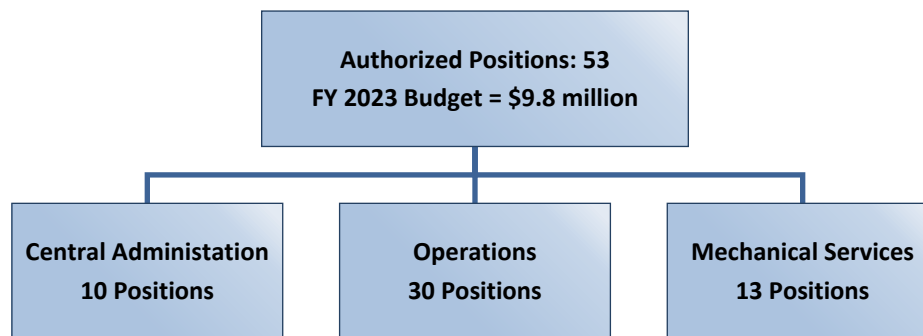 Authorized Positions: 53
FY 2023 Budget = $9.8 million
Central Administation
10 Positions
Operations
30 Positions
Mechanical Services
13 Positions